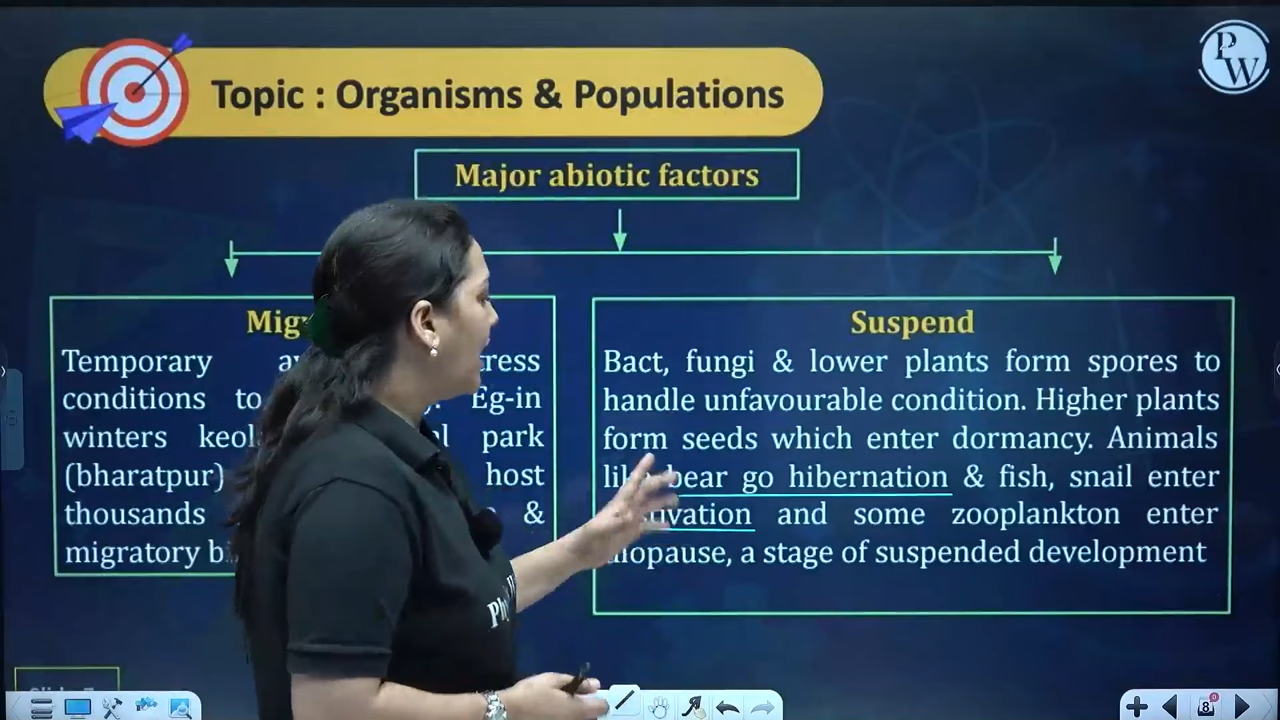 PW
Topic : Organisms & Populations
Major abiotic factors
Temporary
conditions to Eg-in
winters park
(bharatpur) host
thousands &
migratory
Suspend
Bact, fungi & lower plants form spores to
handle unfavourable condition. Higher plants
form seeds which enter dormancy. Animals
bear go hibernation & fish, snail enter
and some zooplankton enter
a stage of suspended development
8